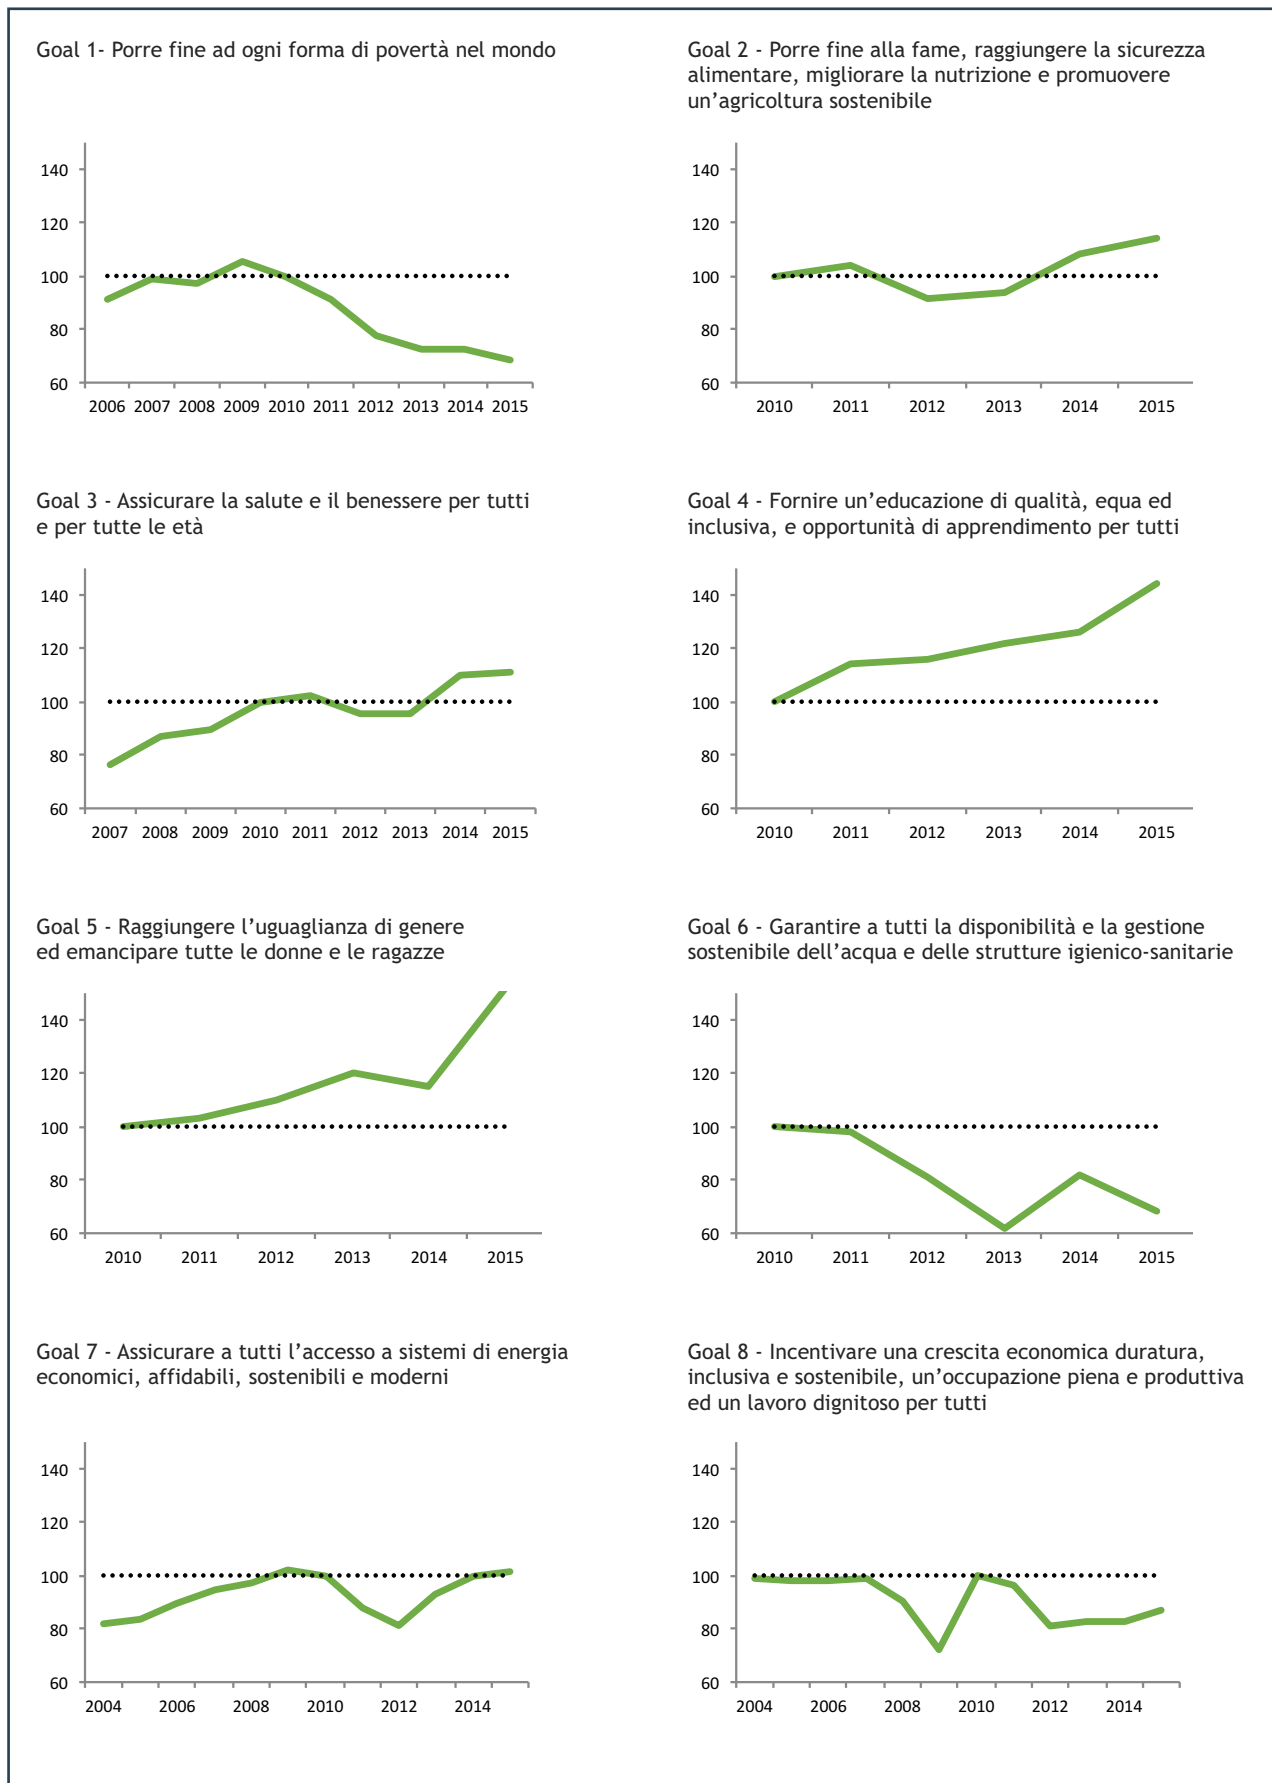 Goal 1- Porre fine ad ogni forma di povertà nel mondo
140
120
100
80
60
2006 2007 2008 2009 2010 2011 2012 2013 2014 2015
Goal 2 - Porre fine alla fame, raggiungere la sicurezza
alimentare, migliorare la nutrizione e promuovere
un’agricoltura sostenibile
140
120
100
80
60
2010 2011 2012 2013 2014 2015
Goal 3 - Assicurare la salute e il benessere per tutti
e per tutte le età
140
120
100
80
60
2007 2008 2009 2010 2011 2012 2013 2014 2015
Goal 4 - Fornire un’educazione di qualità, equa ed
inclusiva, e opportunità di apprendimento per tutti
140
120
100
80
60
2010 2011 2012 2013 2014 2015
Goal 5 - Raggiungere l’uguaglianza di genere
ed emancipare tutte le donne e le ragazze
140
120
100
80
60
2010 2011 2012 2013 2014 2015
Goal 6 - Garantire a tutti la disponibilità e la gestione
sostenibile dell’acqua e delle strutture igienico-sanitarie
140
120
100
80
60
2010 2011 2012 2013 2014 2015
Goal 7 - Assicurare a tutti l’accesso a sistemi di energia
economici, affidabili, sostenibili e moderni
140
120
100
80
60
2004 2006 2008 2010 2012 2014
Goal 8 - Incentivare una crescita economica duratura,
inclusiva e sostenibile, un’occupazione piena e produttiva
ed un lavoro dignitoso per tutti
140
120
100
80
60
2004 2006 2008 2010 2012 2014